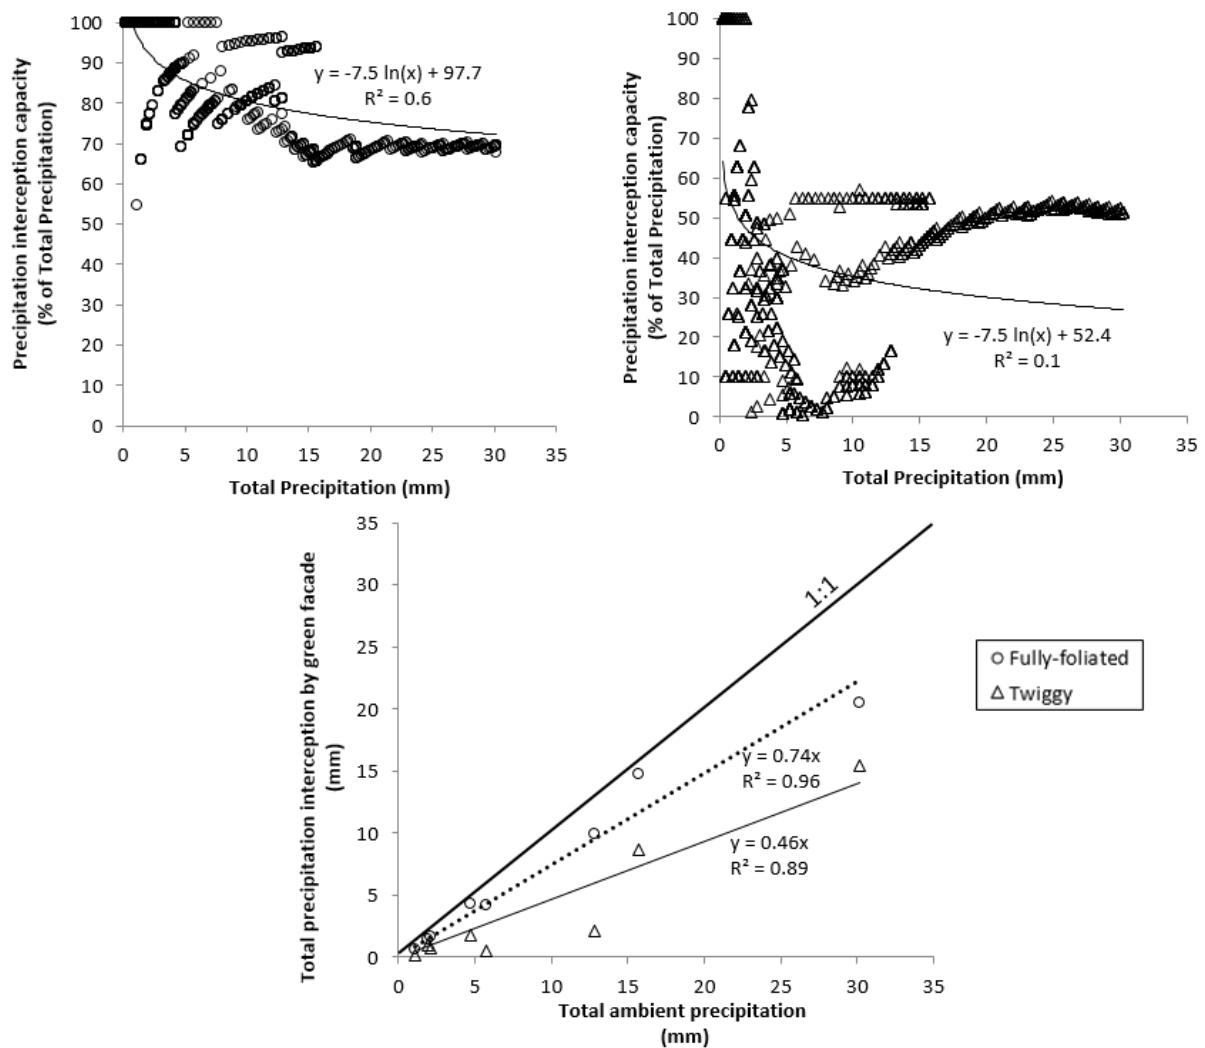 Precipitation interception capacity
(% of Total Precipitation)
100
90
80
70
60
50
40
30
20
10
0
y = -7.5 ln(x) + 97.7
R² = 0.6
0 5 10 15 20 25 30 35
Total Precipitation (mm)
Precipitation interception capacity
(% of Total Precipitation)
100
90
80
70
60
50
40
30
20
10
0
y = -7.5 ln(x) + 52.4
R² = 0.1
0 5 10 15 20 25 30 35
Total Precipitation (mm)
Total precipitation interception by green facade
(mm)
35
30
25
20
15
10
5
0
1:1
y = 0.74x
R² = 0.96
y = 0.46x
R² = 0.89
0 5 10 15 20 25 30 35
Total ambient precipitation
(mm)
Fully-foliated
Twiggy